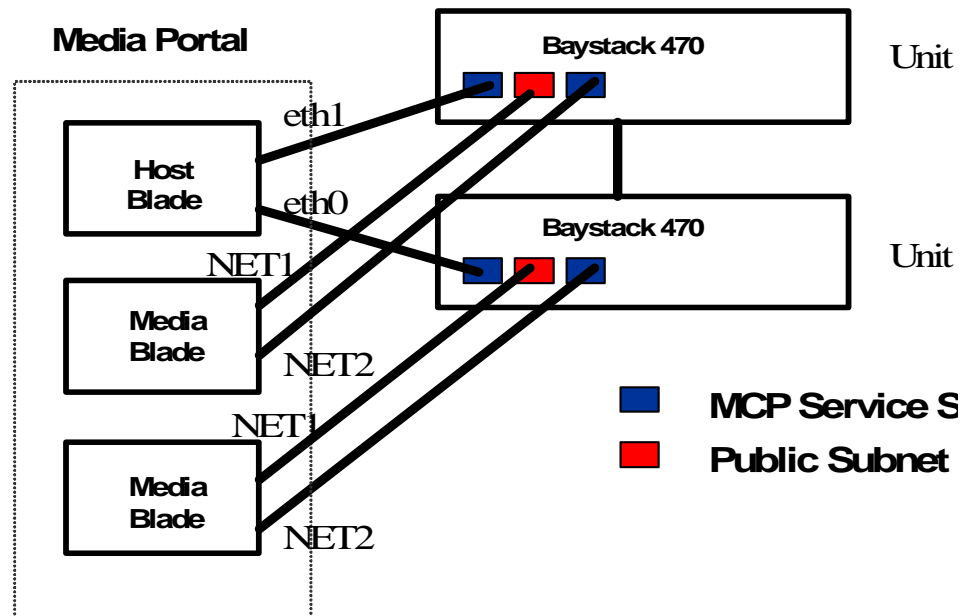 Media Portal
Baystack 470
Unit
eth1
Host
Blade
eth0
Baystack 470
Unit
NET1
Media
Blade
NET2
MCP Service S
NET1
Public Subnet
Media
Blade
NET2